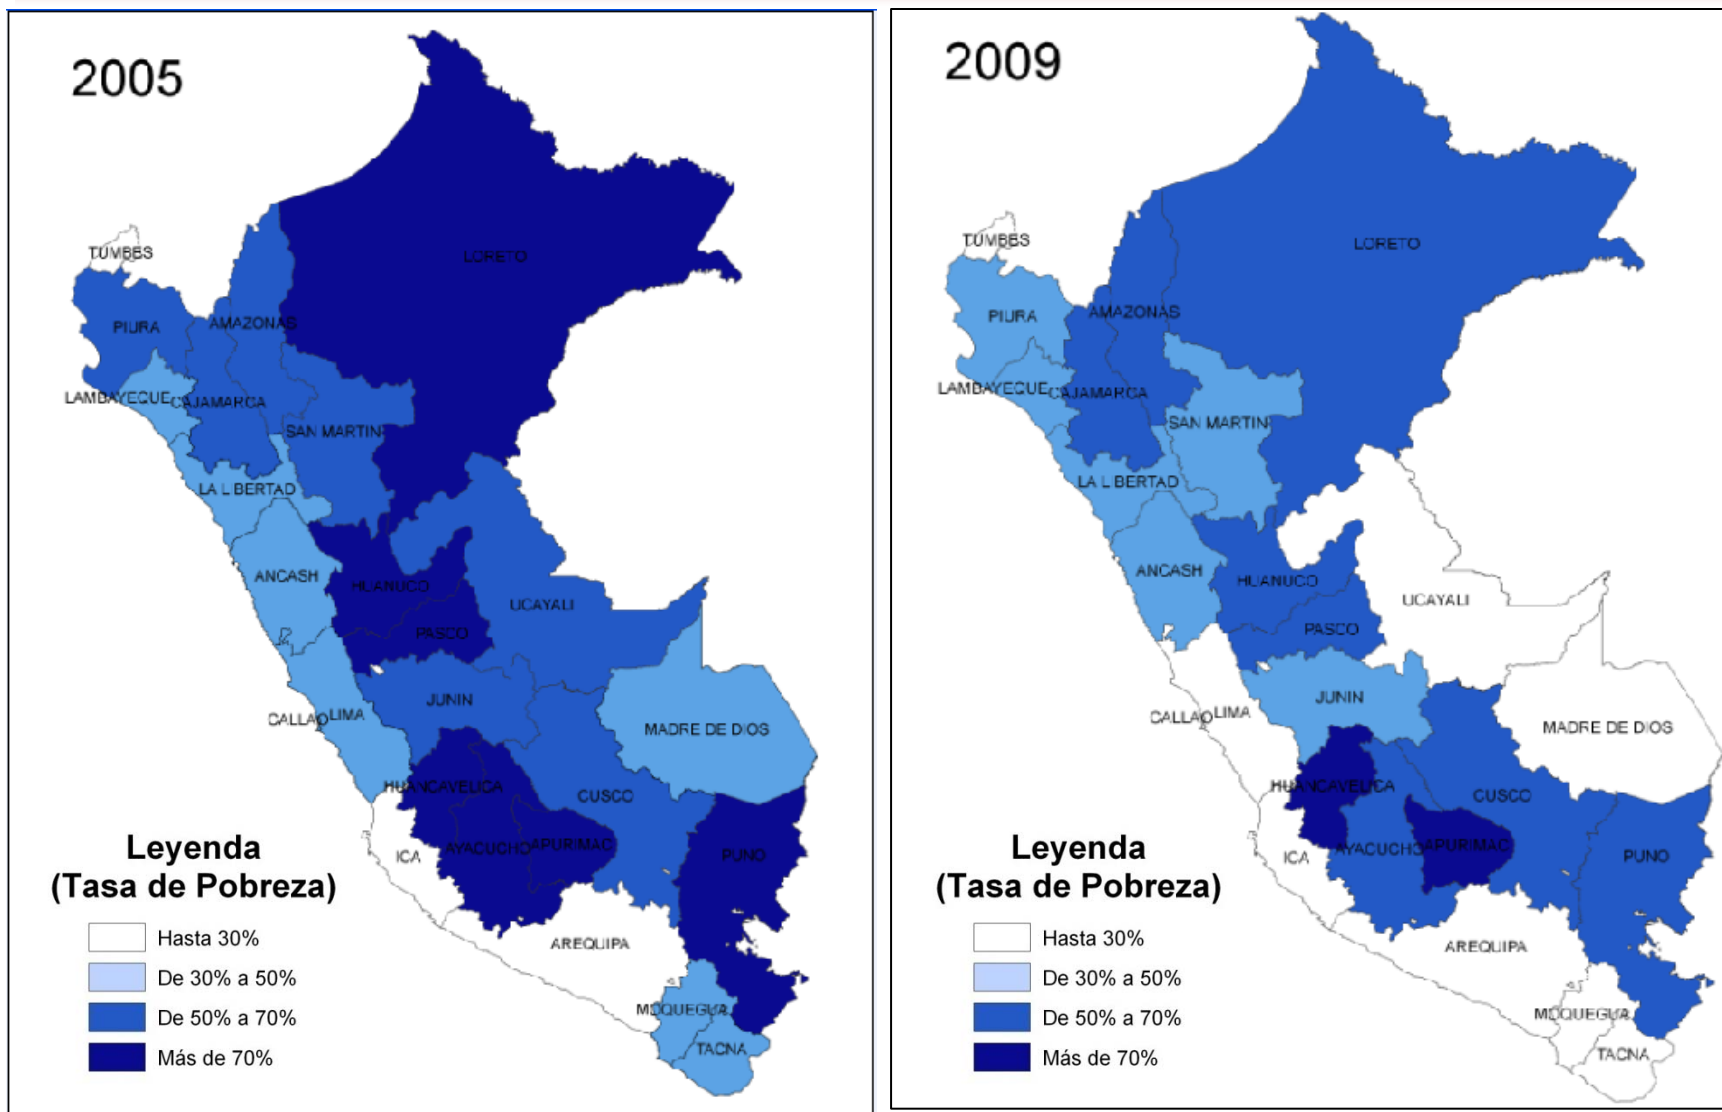 2005
TUMBES
LORETO
PIURA
AMAZONAS
LAMBAYEQUE
CAJAMARCA
SAN MARTIN
LA LIBERTAD
ANCASH
HUANUCO
UCAYALI
PASCO
JUNIN
CALLAO
LIMA
MADRE DE DIOS
HUANCAVELICA
CUSCO
ICA
AYACUCHO
APURIMAC
PUNO
AREQUIPA
MOQUEGUA
TACNA
Leyenda
(Tasa de Pobreza)
Hasta 30%
De 30% a 50%
De 50% a 70%
Más de 70%
2009
TUMBES
LORETO
PIURA
AMAZONAS
LAMBAYEQUE
CAJAMARCA
SAN MARTIN
LA LIBERTAD
ANCASH
HUANUCO
UCAYALI
PASCO
JUNIN
CALLAO
LIMA
MADRE DE DIOS
HUANCAVELICA
CUSCO
ICA
AYACUCHO
APURIMAC
PUNO
AREQUIPA
MOQUEGUA
TACNA
Leyenda
(Tasa de Pobreza)
Hasta 30%
De 30% a 50%
De 50% a 70%
Más de 70%